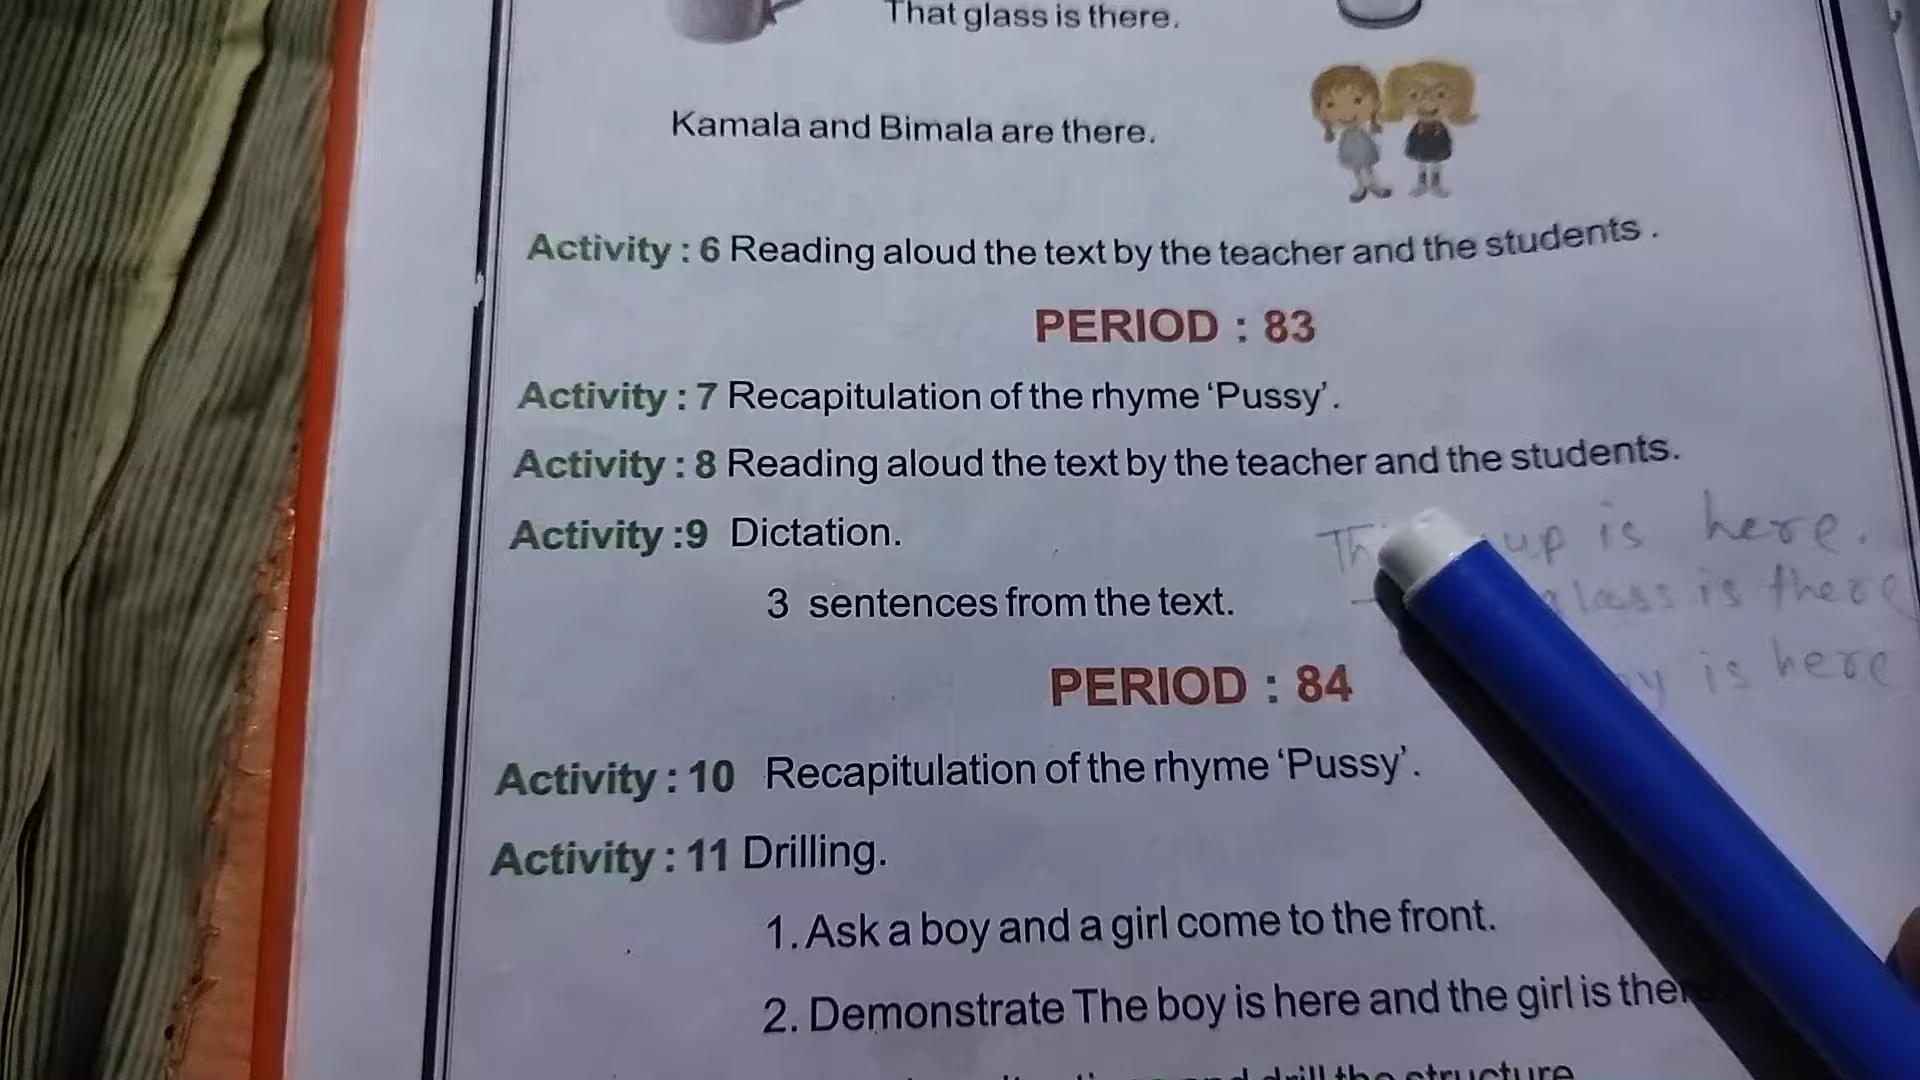 That glass is there.
Kamala and Bimala are there.
Activity : 6 Reading aloud the text by the teacher and the students .
PERIOD : 83
Activity : 7 Recapitulation of the rhyme ‘Pussy’.
Activity : 8 Reading aloud the text by the teacher and the students.
Activity :9 Dictation.
is here.
3 sentences from the text.
glass is there
is here
PERIOD : 84
Activity : 10 Recapitulation of the rhyme ‘Pussy’.
Activity : 11 Drilling.
1. Ask a boy and a girl come to the front.
2. Demonstrate The boy is here and the girl is
drill the structure